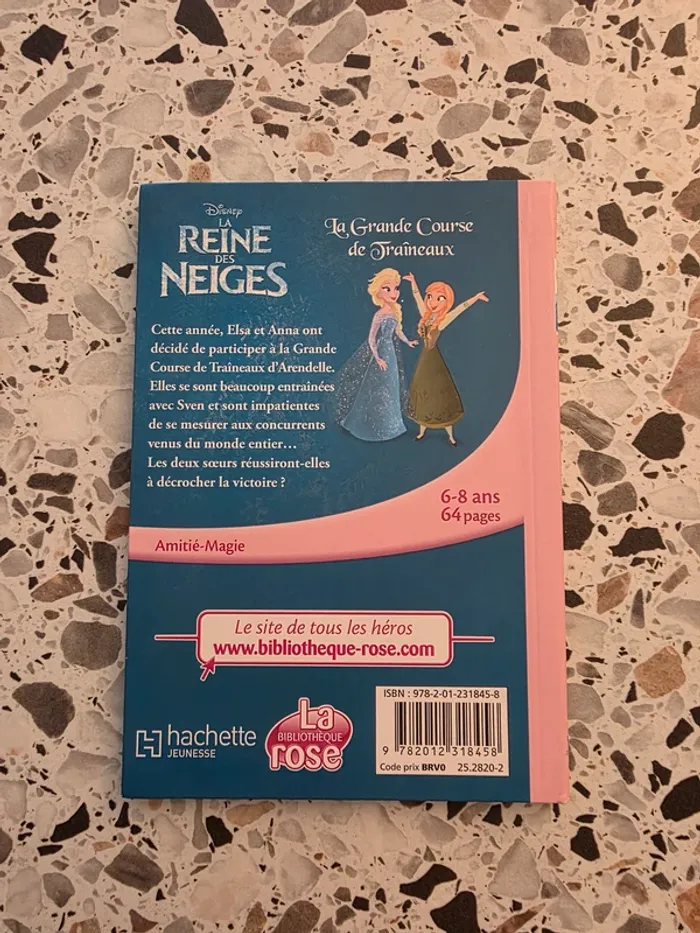 Disney
LA
REINE
DES
NEIGES
La Grande Course
de Traîneaux
Cette année, Elsa et Anna ont
décidé de participer à la Grande
Course de Traîneaux d'Arendelle.
Elles se sont beaucoup entraînées
avec Sven et sont impatientes
de se mesurer aux concurrents
venus du monde entier…
Les deux sœurs réussiront-elles
à décrocher la victoire ?
6-8 ans
64 pages
Amitié-Magie
Le site de tous les héros
www.bibliotheque-rose.com
hachette
JEUNESSE
La
BIBLIOTHÈQUE
rose
ISBN : 978-2-01-231845-8
9 782012 318458
Code prix BRV0 25.2820-2